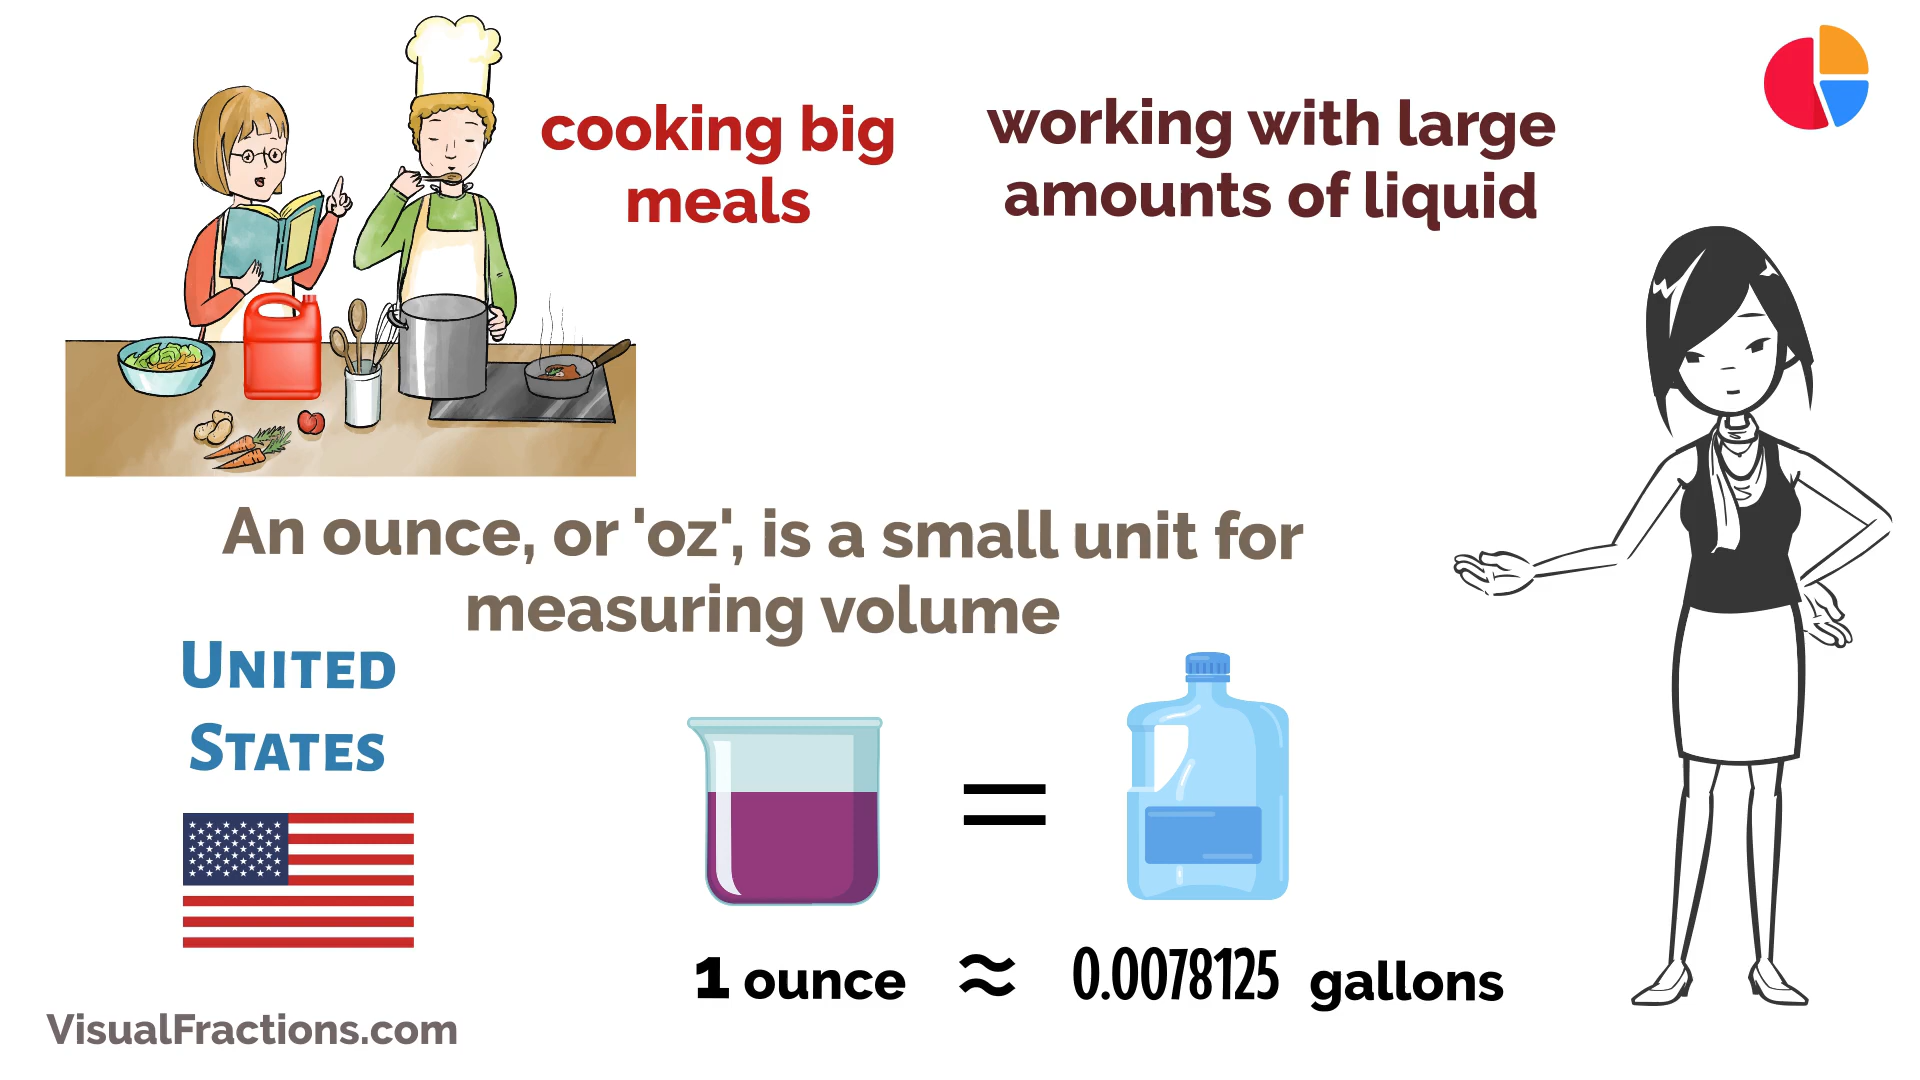 cooking big
meals
working with large
amounts of liquid
An ounce, or 'oz', is a small unit for
measuring volume
UNITED
STATES
=
1 ounce ≈ 0.0078125 gallons
VisualFractions.com